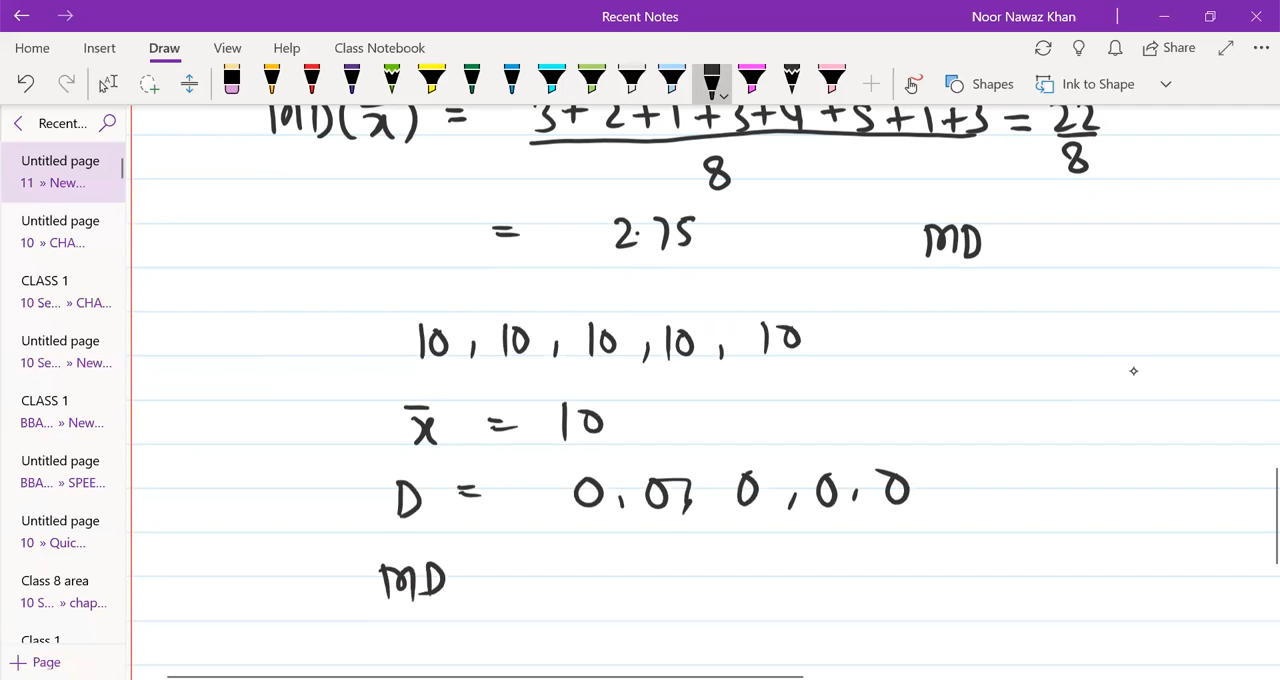 Recent Notes Noor Nawaz Khan
Home Insert Draw View Help Class Notebook Share
Shapes Ink to Shape
Recent...
Untitled page
11 » New...
Untitled page
10 » CHA...
CLASS 1
10 Se... » CHA...
Untitled page
10 Se... » New...
CLASS 1
BBA... » New...
Untitled page
BBA... » SPEE...
Untitled page
10 » Quic...
Class 8 area
10 S... » chap...
Class 1
+ Page
MD(x̄) = 3+2+1+3+4+5+1+3 = 22
8 8
= 2.75 MD
10, 10, 10, 10, 10
x̄ = 10
D = 0, 0, 0, 0, 0
MD